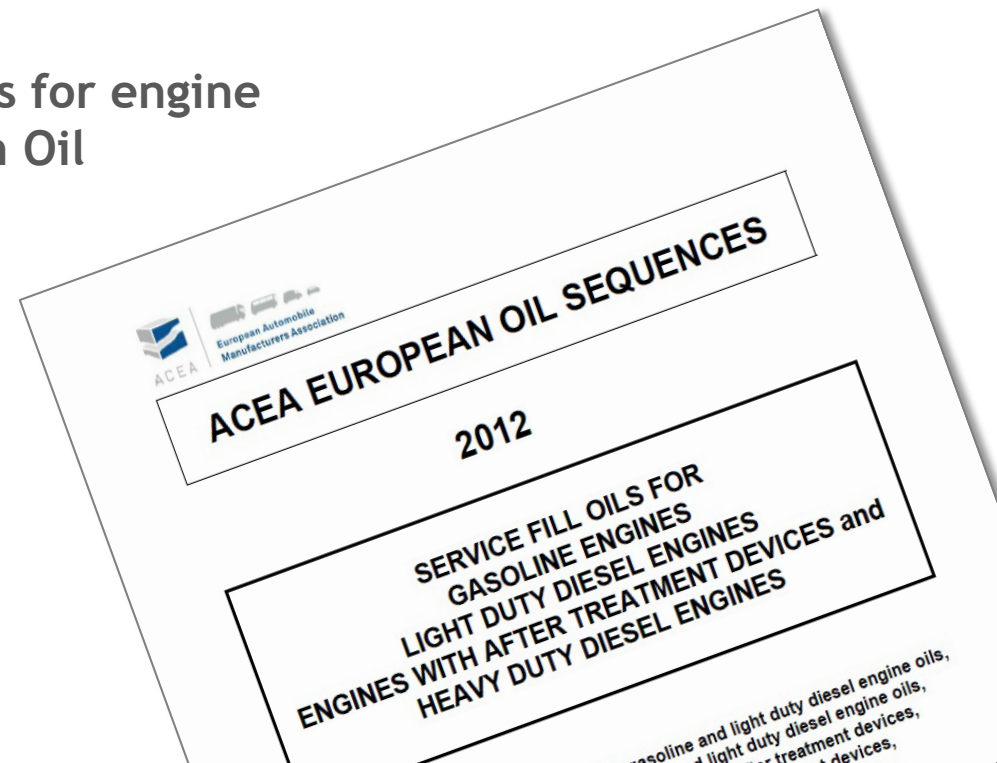 s for engine
Oil
ACEA
European Automobile
Manufacturers Association
ACEA EUROPEAN OIL SEQUENCES
2012
SERVICE FILL OILS FOR
GASOLINE ENGINES
LIGHT DUTY DIESEL ENGINES
ENGINES WITH AFTER TREATMENT DEVICES and
HEAVY DUTY DIESEL ENGINES
gasoline and light duty diesel engine oils,
light duty diesel engine oils,
treatment devices,
devices,